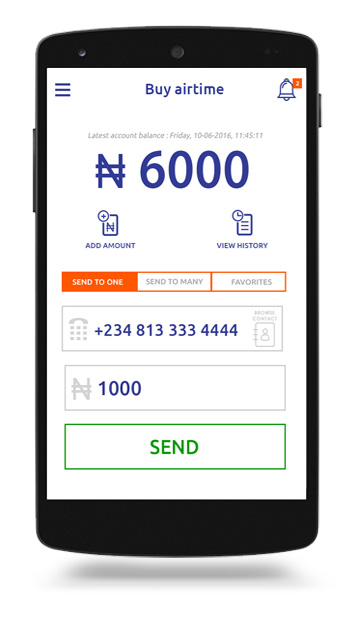 Buy airtime
2
Latest account balance : Friday, 10-06-2016, 11:45:11
₦ 6000
₦
ADD AMOUNT
VIEW HISTORY
SEND TO ONE
SEND TO MANY
FAVORITES
BROWSE
CONTACT
+234 813 333 4444
₦ 1000
SEND